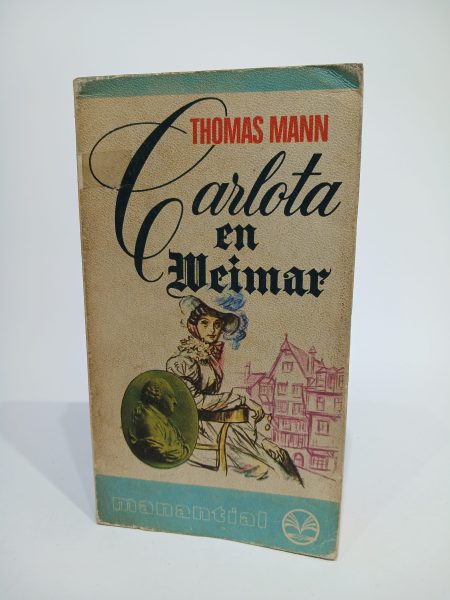 THOMAS MANN
Carlota
en
Weimar
manantial